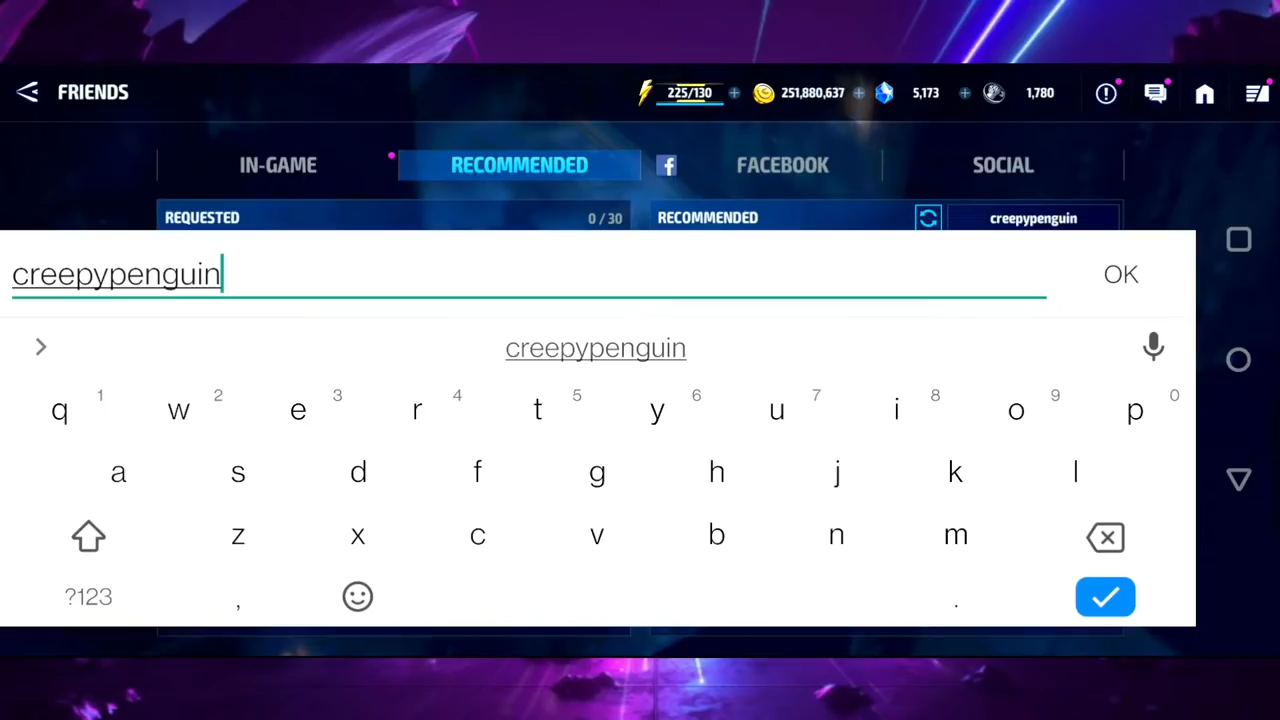 FRIENDS 225/130 251,880,637 5,173 1,780
IN-GAME RECOMMENDED FACEBOOK SOCIAL
REQUESTED 0 / 30 RECOMMENDED creepypenguin
creepypenguin OK
creepypenguin
q 1 w 2 e 3 r 4 t 5 y 6 u 7 i 8 o 9 p 0
a s d f g h j k l
z x c v b n m
?123 , .